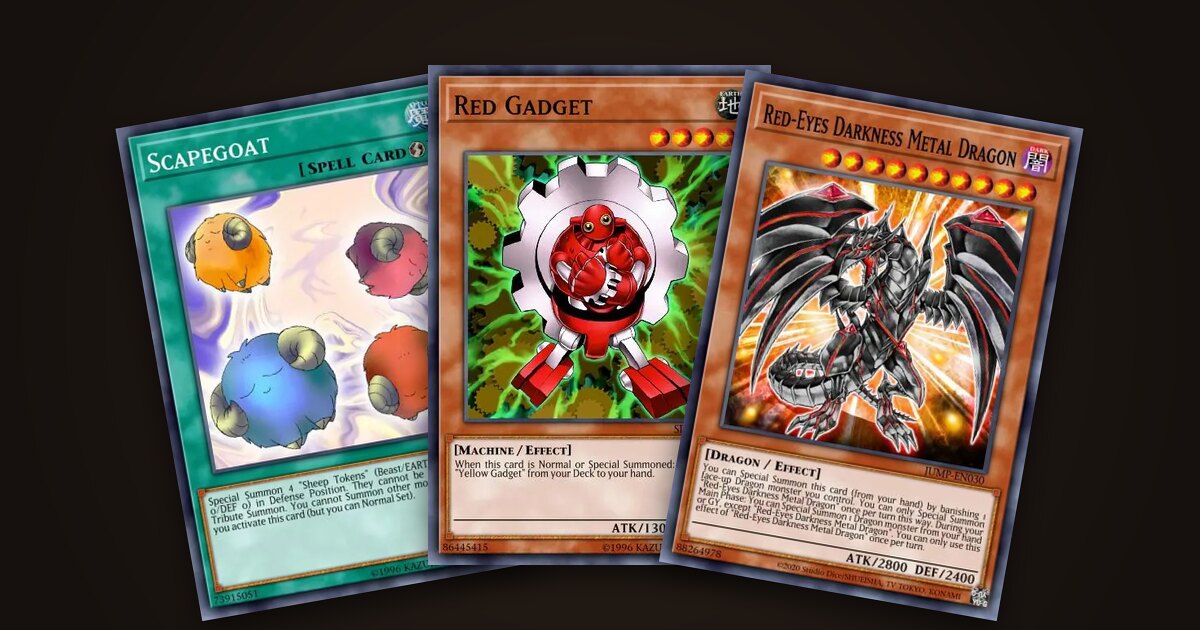 SCAPEGOAT
[SPELL CARD
Special Summon 4 "Sheep Tokens" (Beast/EART
0/DEF 0) in Defense Position. They cannot be
Tribute Summon. You cannot Summon other mo
you activate this card (but you can Normal Set).
73915051
©1996 KAZU
RED GADGET
EARTH
地
[MACHINE / EFFECT]
When this card is Normal or Special Summoned:
"Yellow Gadget" from your Deck to your hand.
ATK/130
86445415
©1996 KAZU
RED-EYES DARKNESS METAL DRAGON
DARK
闇
JUMP-EN030
[DRAGON / EFFECT]
You can Special Summon this card (from your hand) by banishing 1
face-up Dragon monster you control. You can only Special Summon
"Red-Eyes Darkness Metal Dragon" once per turn this way. During your
Main Phase: You can Special Summon 1 Dragon monster from your hand
or GY, except "Red-Eyes Darkness Metal Dragon". You can only use this
effect of "Red-Eyes Darkness Metal Dragon" once per turn.
ATK/2800 DEF/2400
88264978
©2020 Studio Dice/SHUEISHA, TV TOKYO, KONAMI